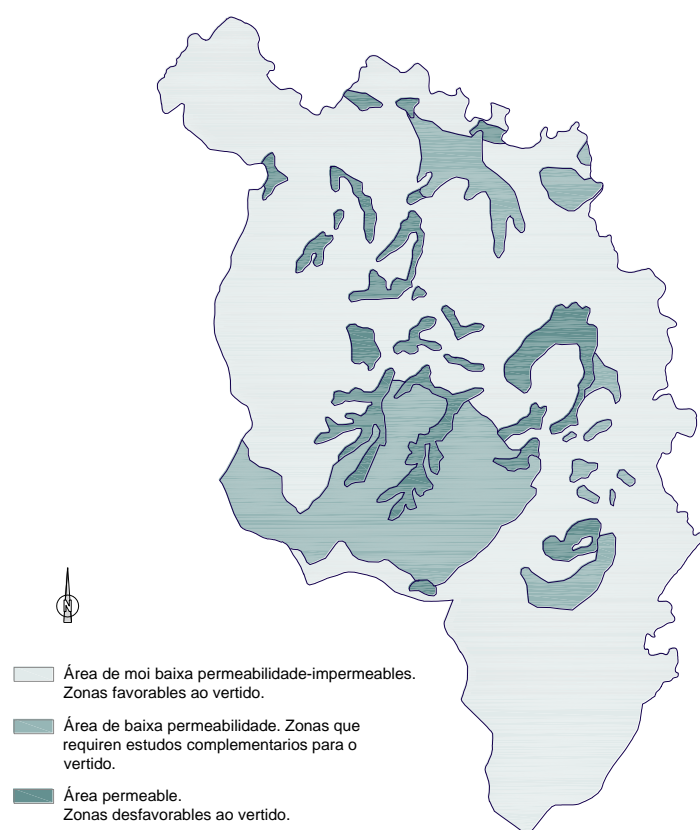 N
Área de moi baixa permeabilidade-impermeables.
Zonas favorables ao vertido.
Área de baixa permeabilidade. Zonas que
requiren estudos complementarios para o
vertido.
Área permeable.
Zonas desfavorables ao vertido.